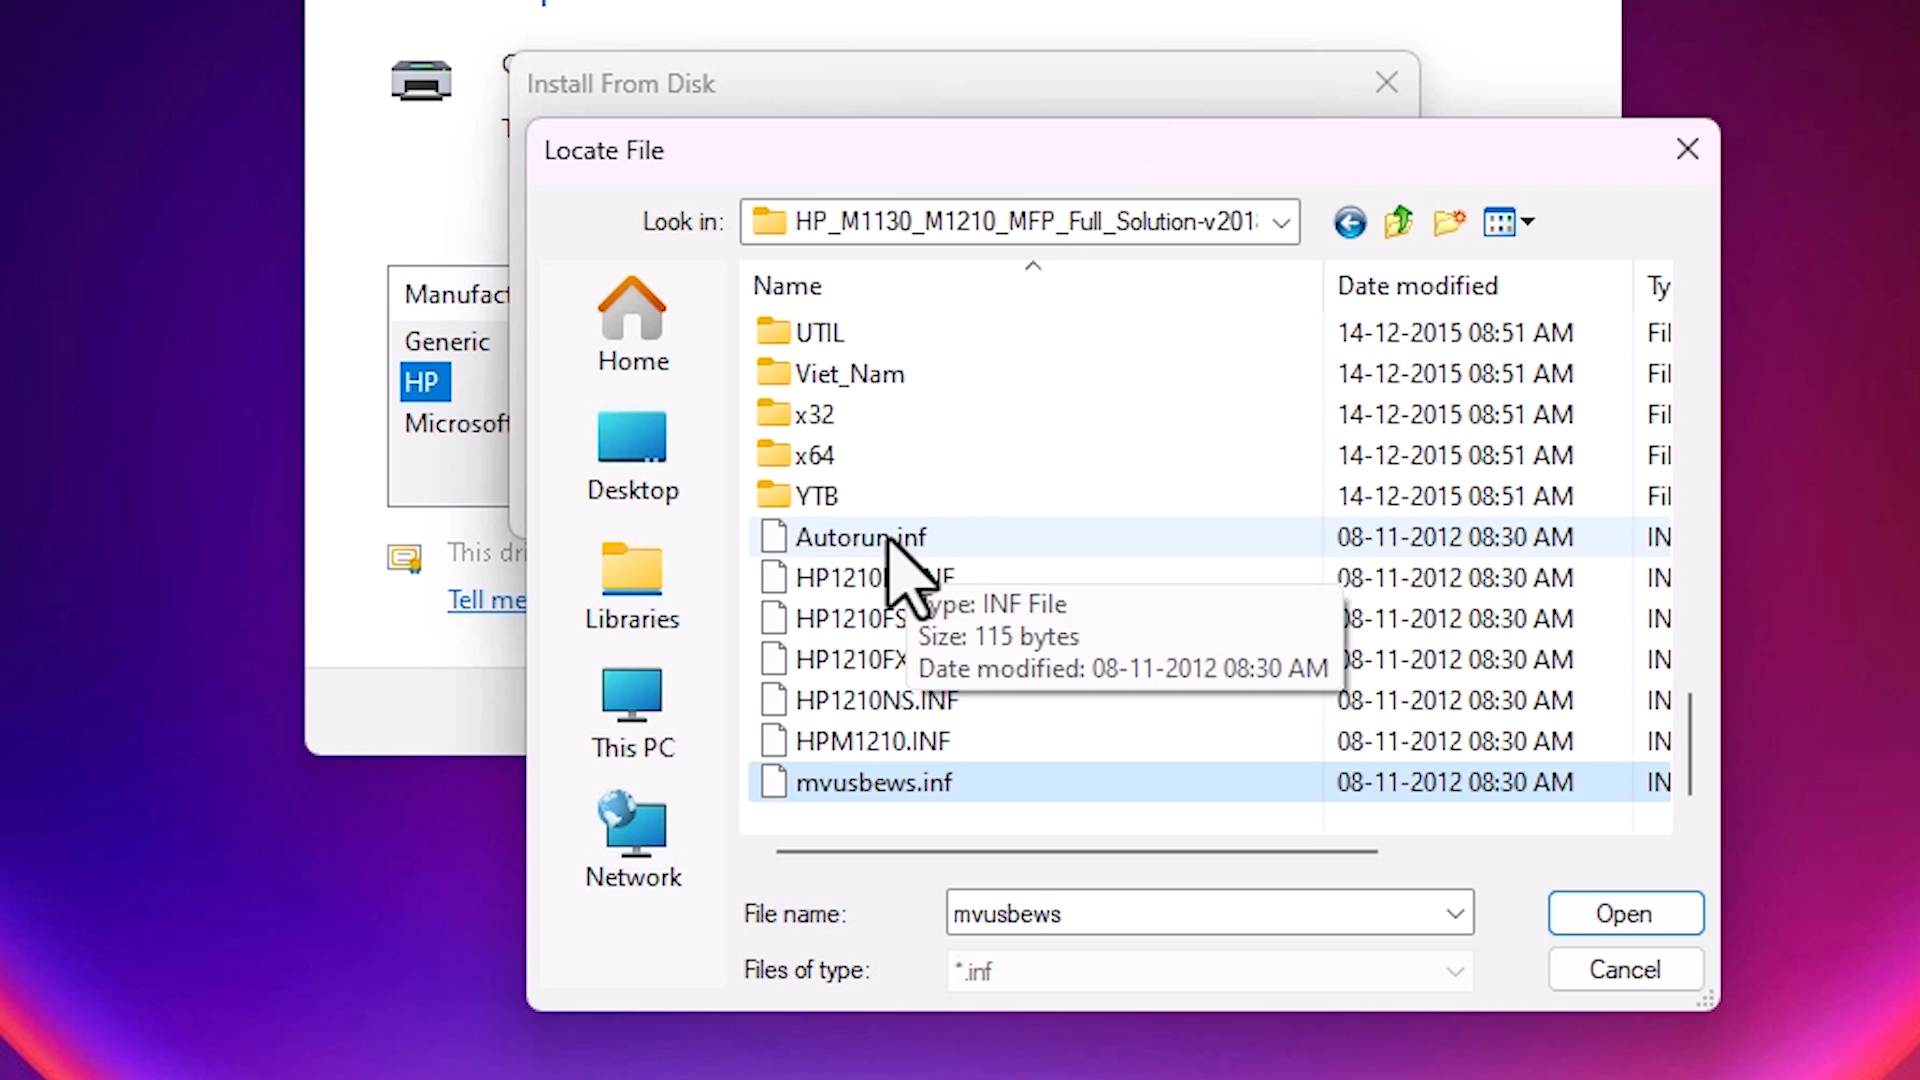 Install From Disk
Locate File
Look in:
HP_M1130_M1210_MFP_Full_Solution-v201
Manufact
Generic
HP
Microsoft
This dri
Tell me
Home
Desktop
Libraries
This PC
Network
Name
Date modified
Ty
UTIL
14-12-2015 08:51 AM
Fil
Viet_Nam
14-12-2015 08:51 AM
Fil
x32
14-12-2015 08:51 AM
Fil
x64
14-12-2015 08:51 AM
Fil
YTB
14-12-2015 08:51 AM
Fil
Autorun.inf
08-11-2012 08:30 AM
IN
HP1210
08-11-2012 08:30 AM
IN
HP1210FS
08-11-2012 08:30 AM
IN
HP1210FX
08-11-2012 08:30 AM
IN
HP1210NS.INF
08-11-2012 08:30 AM
IN
HPM1210.INF
08-11-2012 08:30 AM
IN
mvusbews.inf
08-11-2012 08:30 AM
IN
Type: INF File
Size: 115 bytes
Date modified: 08-11-2012 08:30 AM
File name:
mvusbews
Open
Files of type:
*.inf
Cancel